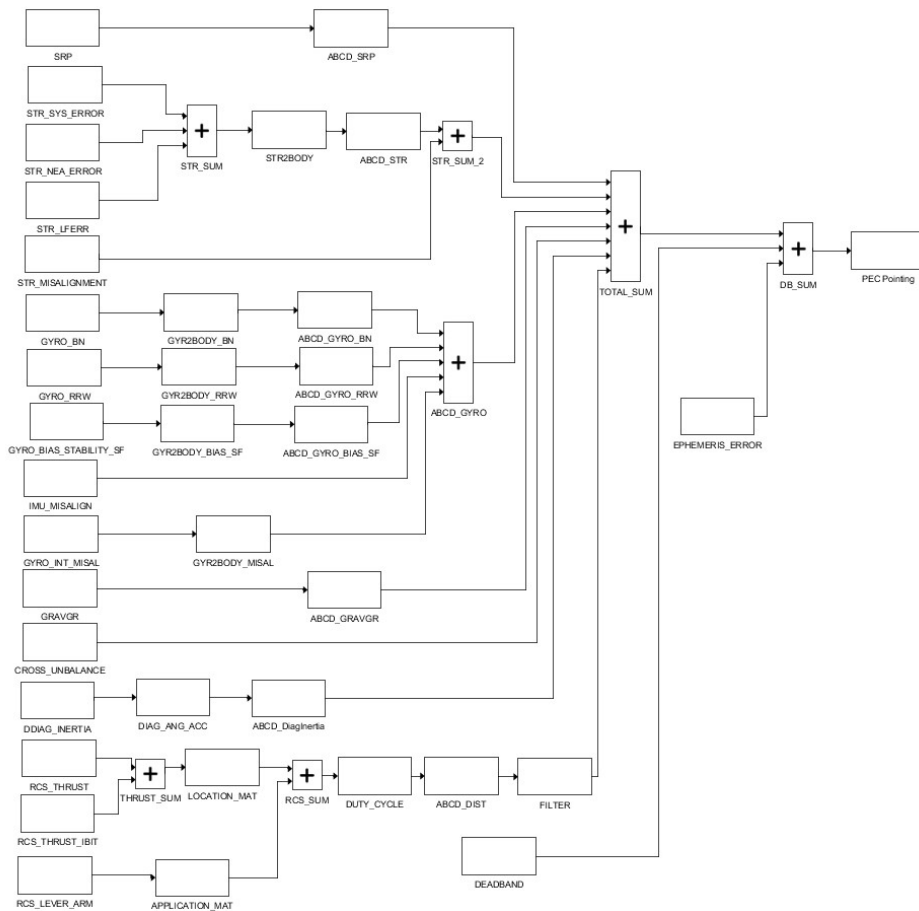 SRP
ABCD_SRP
STR_SYS_ERROR
STR_NEA_ERROR
STR_SUM
STR2BODY
ABCD_STR
STR_SUM_2
STR_LFERR
STR_MISALIGNMENT
TOTAL_SUM
DB_SUM
PEC Pointing
GYRO_BN
GYR2BODY_BN
ABCD_GYRO_BN
GYRO_RRW
GYR2BODY_RRW
ABCD_GYRO_RRW
ABCD_GYRO
GYRO_BIAS_STABILITY_SF
GYR2BODY_BIAS_SF
ABCD_GYRO_BIAS_SF
EPHEMERIS_ERROR
IMU_MISALIGN
GYRO_INT_MISAL
GYR2BODY_MISAL
GRAVGR
ABCD_GRAVGR
CROSS_UNBALANCE
DDIAG_INERTIA
DIAG_ANG_ACC
ABCD_DiagInertia
RCS_THRUST
THRUST_SUM
LOCATION_MAT
RCS_SUM
DUTY_CYCLE
ABCD_DIST
FILTER
RCS_THRUST_IBIT
RCS_LEVER_ARM
APPLICATION_MAT
DEADBAND